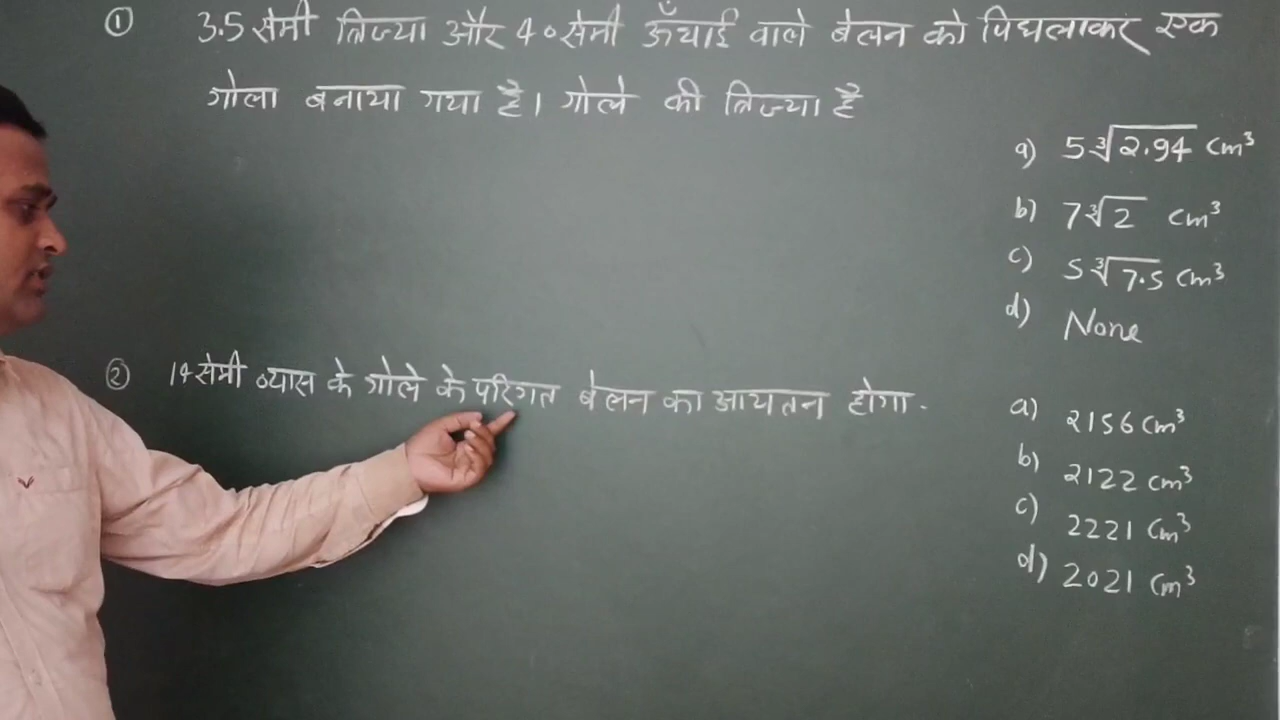 ① 3.5 सेमी त्रिज्या और 40 सेमी ऊँचाई वाले बेलन को पिघलाकर एक
गोला बनाया गया है। गोले की त्रिज्या है
a) 5∛2.94 cm³
b) 7∛2 cm³
c) 5∛7.5 cm³
d) None
② 14 सेमी व्यास के गोले के परिगत बेलन का आयतन होगा -
a) 2156 cm³
b) 2122 cm³
c) 2221 cm³
d) 2021 cm³